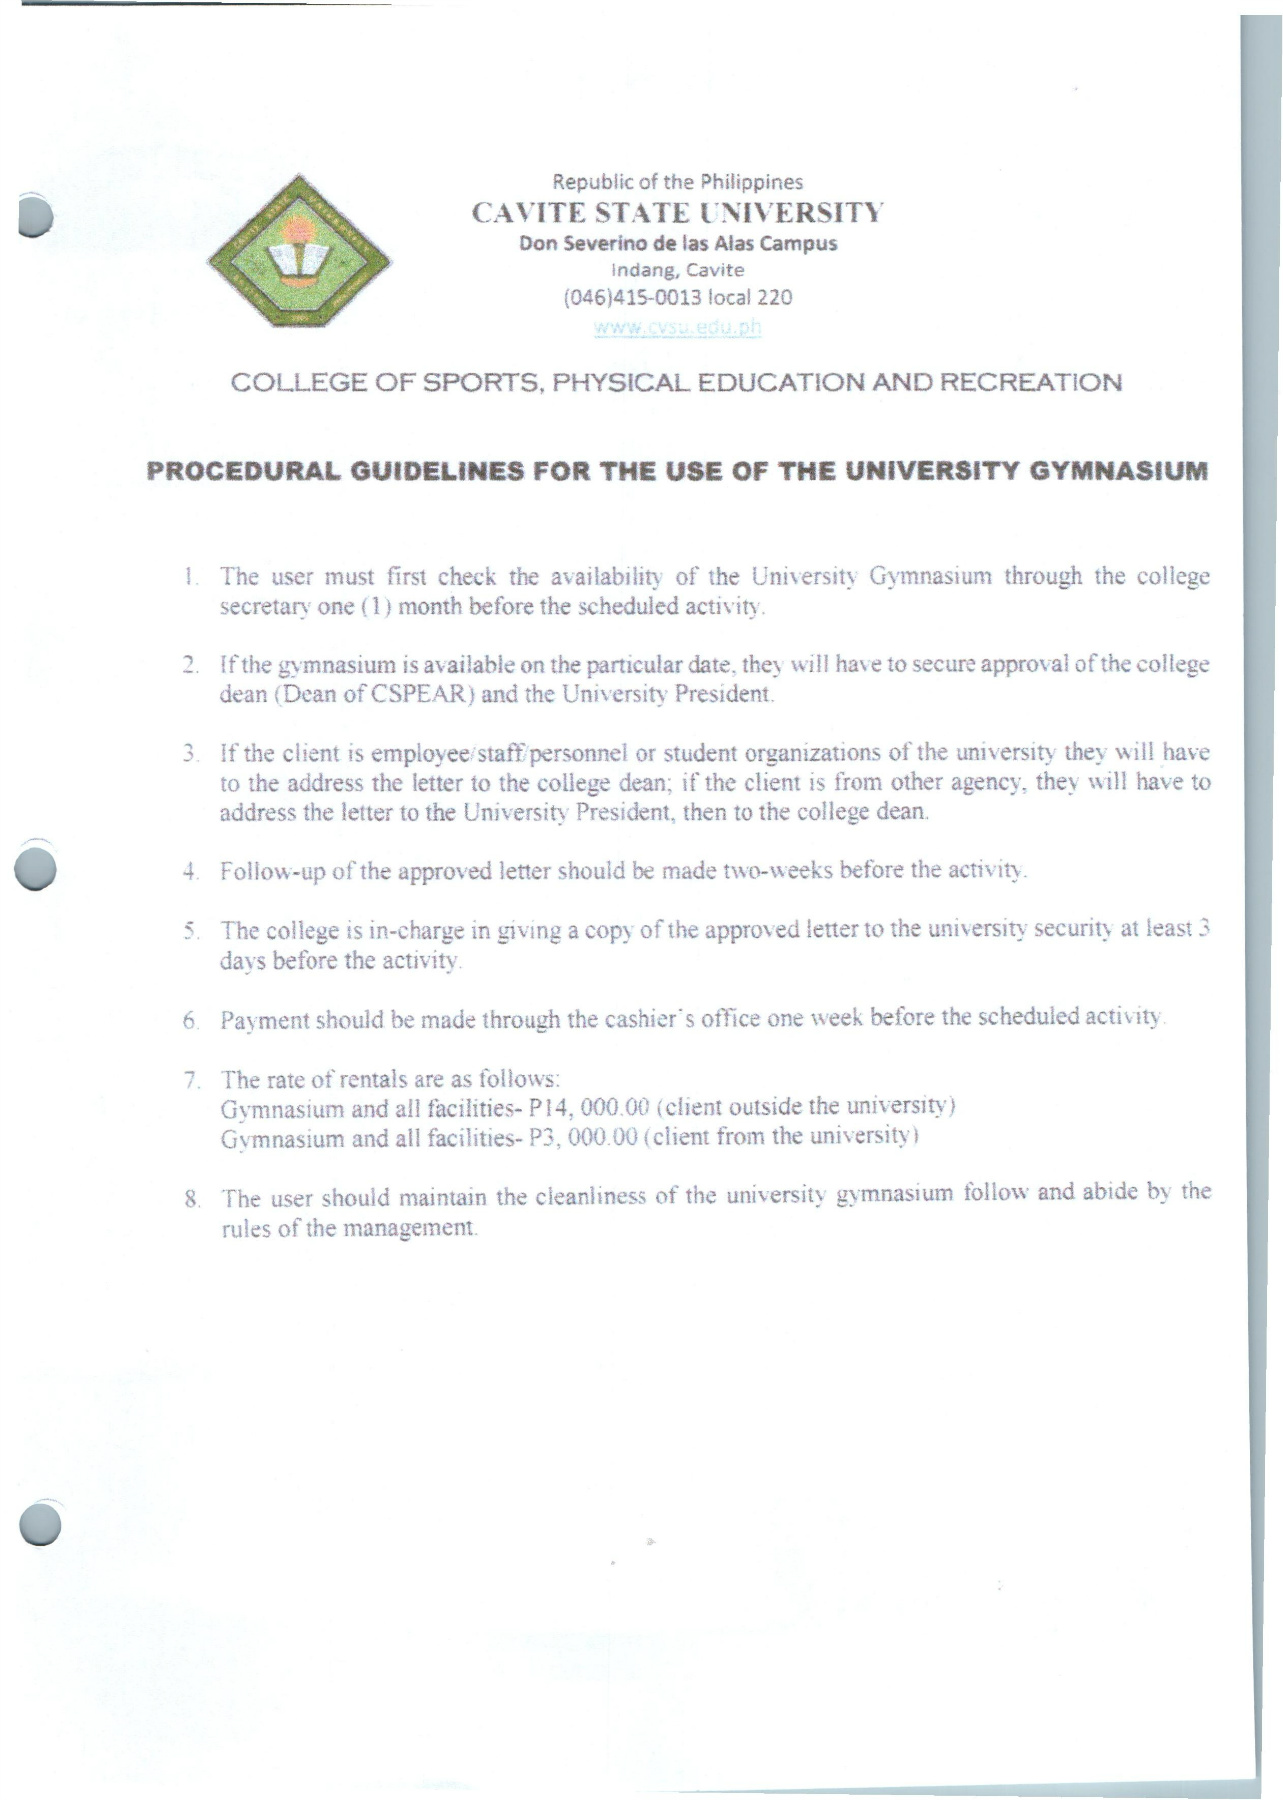 Republic of the Philippines
CAVITE STATE UNIVERSITY
Don Severino de las Alas Campus
Indang, Cavite
(046)415-0013 local 220
www.cvsu.edu.ph
COLLEGE OF SPORTS, PHYSICAL EDUCATION AND RECREATION
PROCEDURAL GUIDELINES FOR THE USE OF THE UNIVERSITY GYMNASIUM
1. The user must first check the availability of the University Gymnasium through the college
secretary one (1) month before the scheduled activity.
2. If the gymnasium is available on the particular date, they will have to secure approval of the college
dean (Dean of CSPEAR) and the University President.
3. If the client is employee/staff/personnel or student organizations of the university they will have
to the address the letter to the college dean; if the client is from other agency, they will have to
address the letter to the University President, then to the college dean.
4. Follow-up of the approved letter should be made two-weeks before the activity.
5. The college is in-charge in giving a copy of the approved letter to the university security at least 3
days before the activity.
6. Payment should be made through the cashier's office one week before the scheduled activity.
7. The rate of rentals are as follows:
Gymnasium and all facilities- P14, 000.00 (client outside the university)
Gymnasium and all facilities- P3, 000.00 (client from the university)
8. The user should maintain the cleanliness of the university gymnasium follow and abide by the
rules of the management.